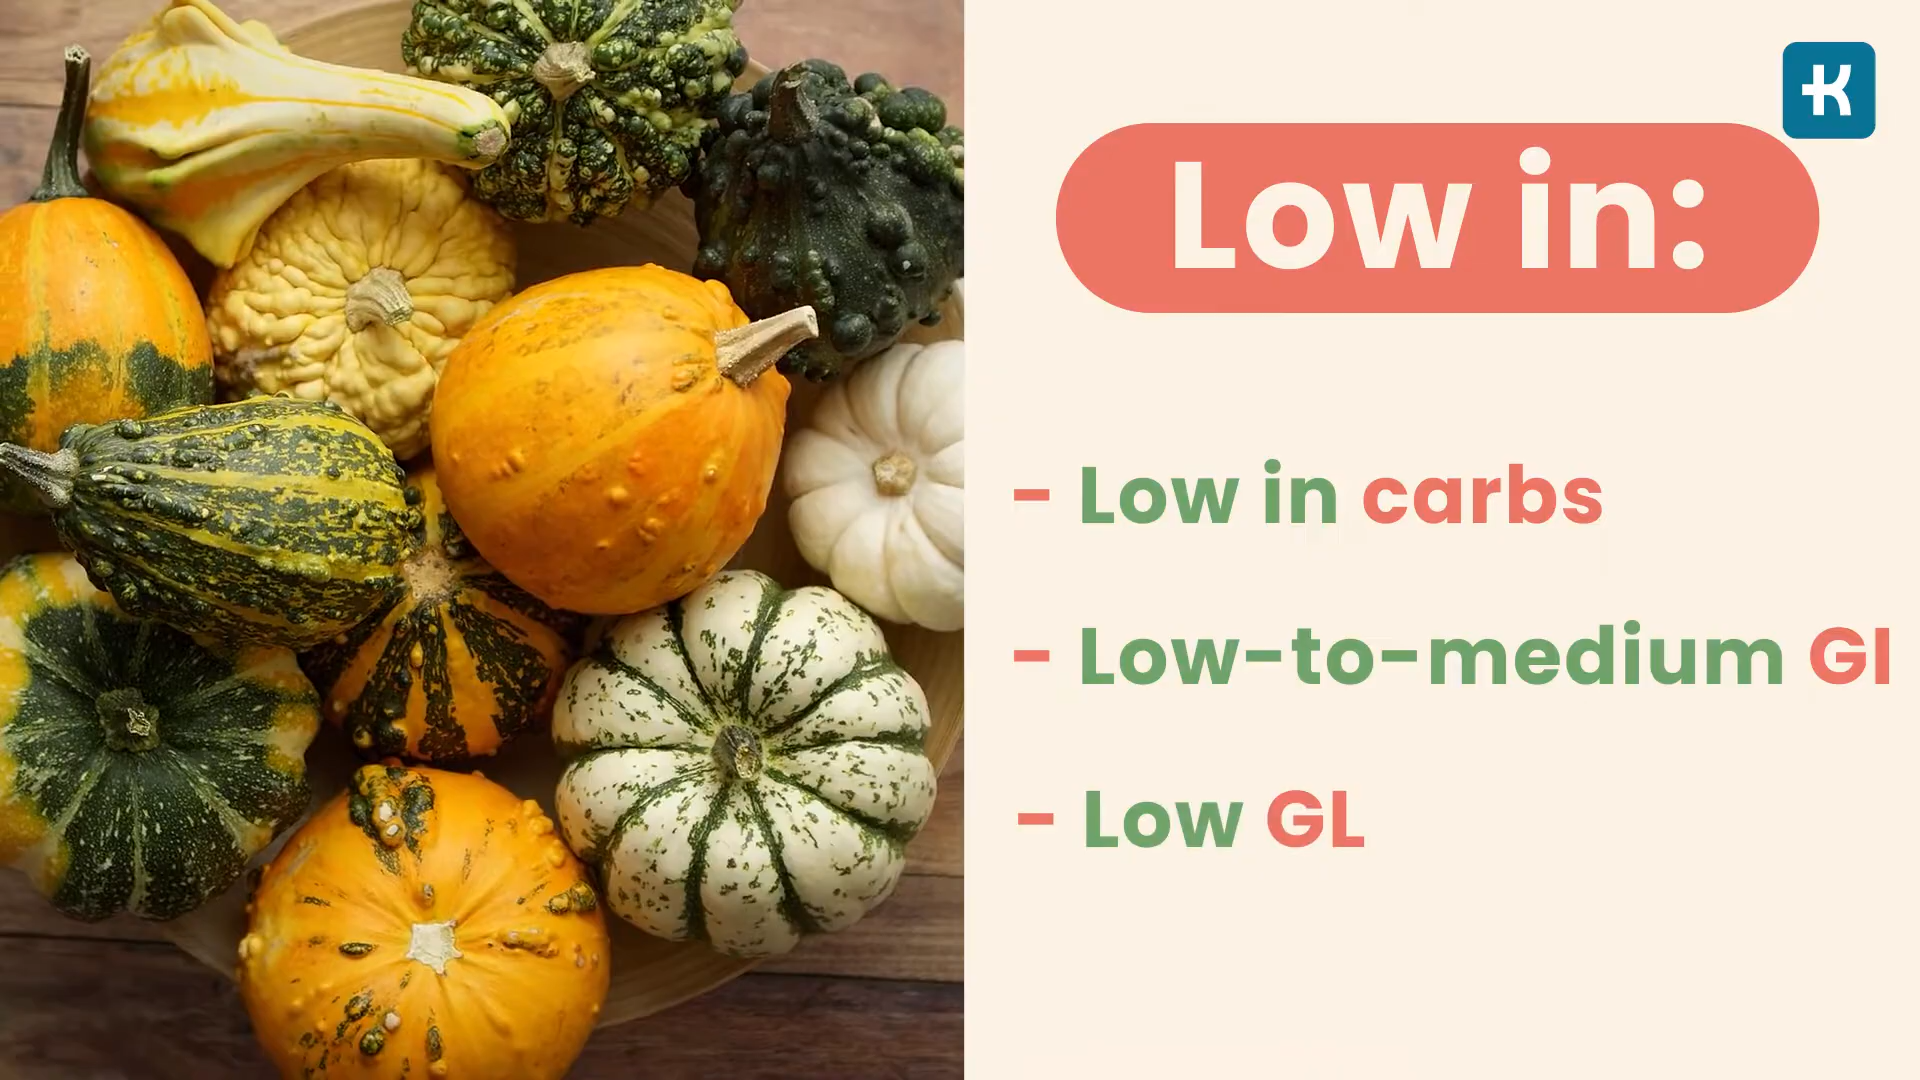 K
Low in:
- Low in carbs
- Low-to-medium GI
- Low GL